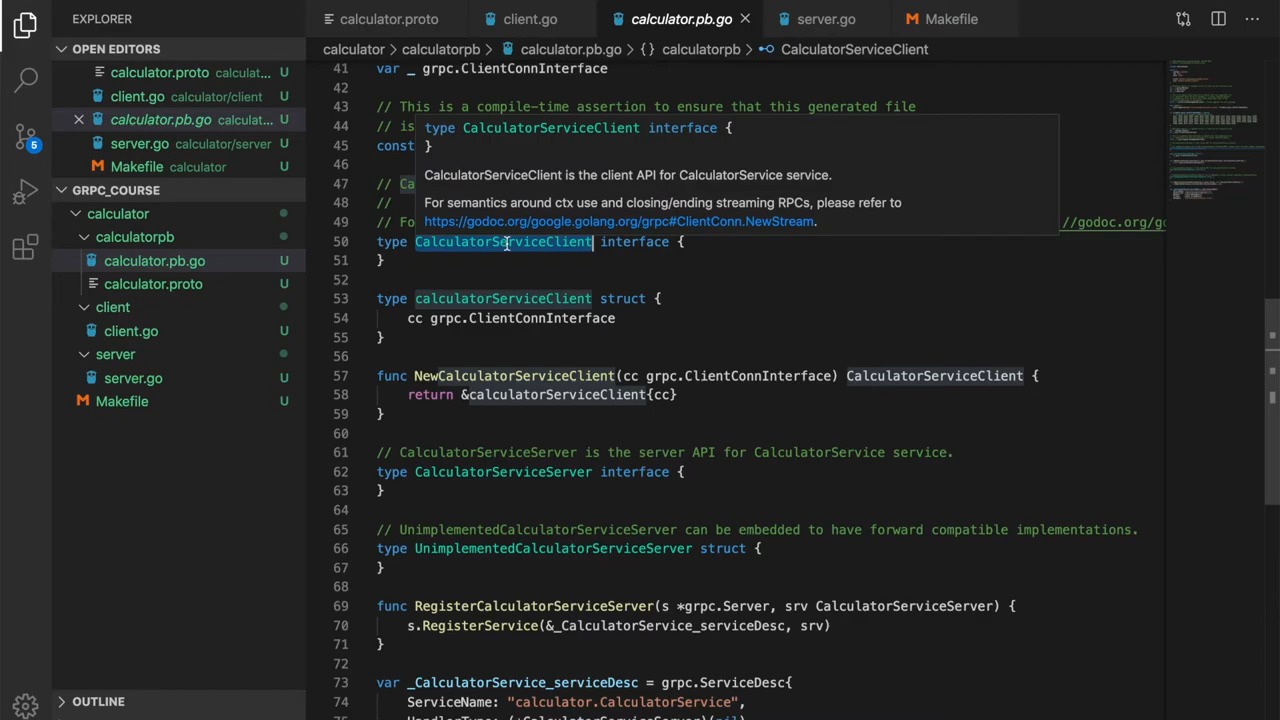 EXPLORER
calculator.proto
client.go
calculator.pb.go
server.go
Makefile
OPEN EDITORS
calculator.proto calculat... U
client.go calculator/client U
calculator.pb.go calculat... U
server.go calculator/server U
Makefile calculator U
5
GRPC_COURSE
calculator
calculatorpb
calculator.pb.go U
calculator.proto U
client
client.go U
server
server.go U
Makefile U
OUTLINE
calculator > calculatorpb > calculator.pb.go > {} calculatorpb > CalculatorServiceClient
41 var _ grpc.ClientConnInterface
42
43 // This is a compile-time assertion to ensure that this generated file
44 // is
45 cons
46
47 // Ca
48 //
49 // Fo
//godoc.org/go
type CalculatorServiceClient interface {
}
CalculatorServiceClient is the client API for CalculatorService service.
For semantics around ctx use and closing/ending streaming RPCs, please refer to
https://godoc.org/google.golang.org/grpc#ClientConn.NewStream.
50 type CalculatorServiceClient interface {
51 }
52
53 type calculatorServiceClient struct {
54 cc grpc.ClientConnInterface
55 }
56
57 func NewCalculatorServiceClient(cc grpc.ClientConnInterface) CalculatorServiceClient {
58 return &calculatorServiceClient{cc}
59 }
60
61 // CalculatorServiceServer is the server API for CalculatorService service.
62 type CalculatorServiceServer interface {
63 }
64
65 // UnimplementedCalculatorServiceServer can be embedded to have forward compatible implementations.
66 type UnimplementedCalculatorServiceServer struct {
67 }
68
69 func RegisterCalculatorServiceServer(s *grpc.Server, srv CalculatorServiceServer) {
70 s.RegisterService(&_CalculatorService_serviceDesc, srv)
71 }
72
73 var _CalculatorService_serviceDesc = grpc.ServiceDesc{
74 ServiceName: "calculator.CalculatorService",
75 HandlerType: (*CalculatorServiceServer)(nil)